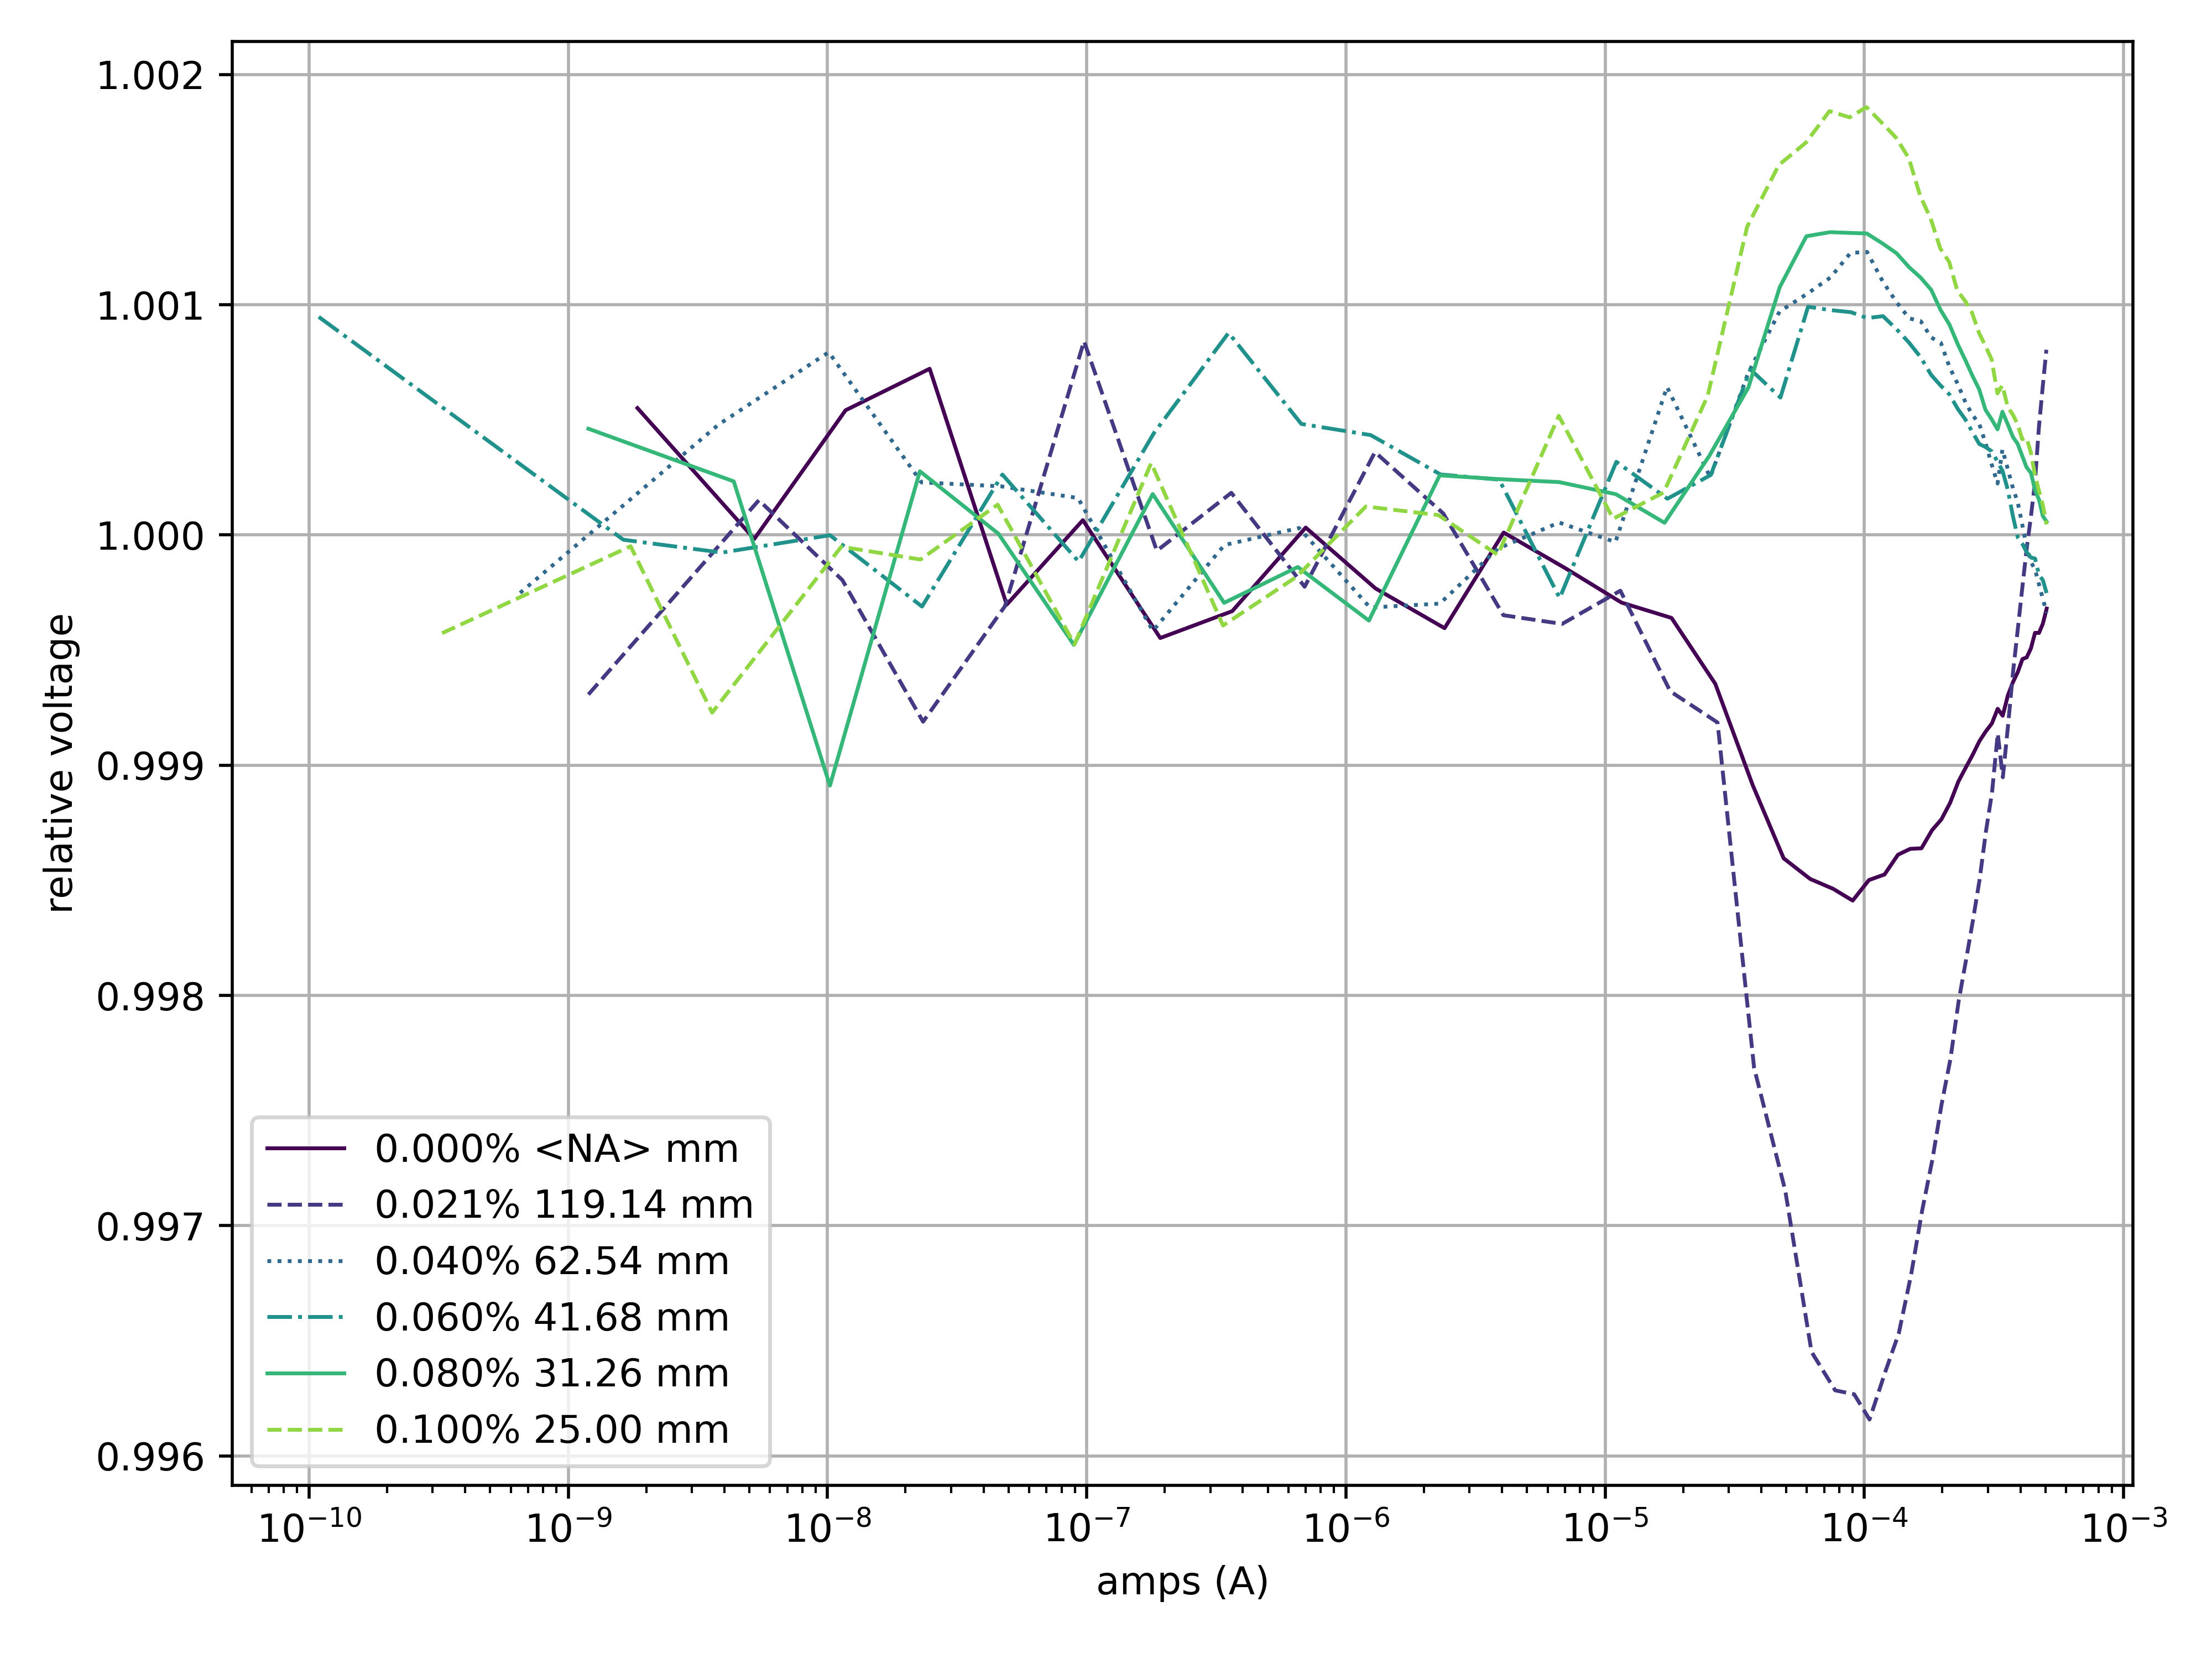 1.002
1.001
1.000
0.999
0.998
0.997
0.996
relative voltage
0.000% <NA> mm
0.021% 119.14 mm
0.040% 62.54 mm
0.060% 41.68 mm
0.080% 31.26 mm
0.100% 25.00 mm
10⁻¹⁰ 10⁻⁹ 10⁻⁸ 10⁻⁷ 10⁻⁶ 10⁻⁵ 10⁻⁴ 10⁻³
amps (A)